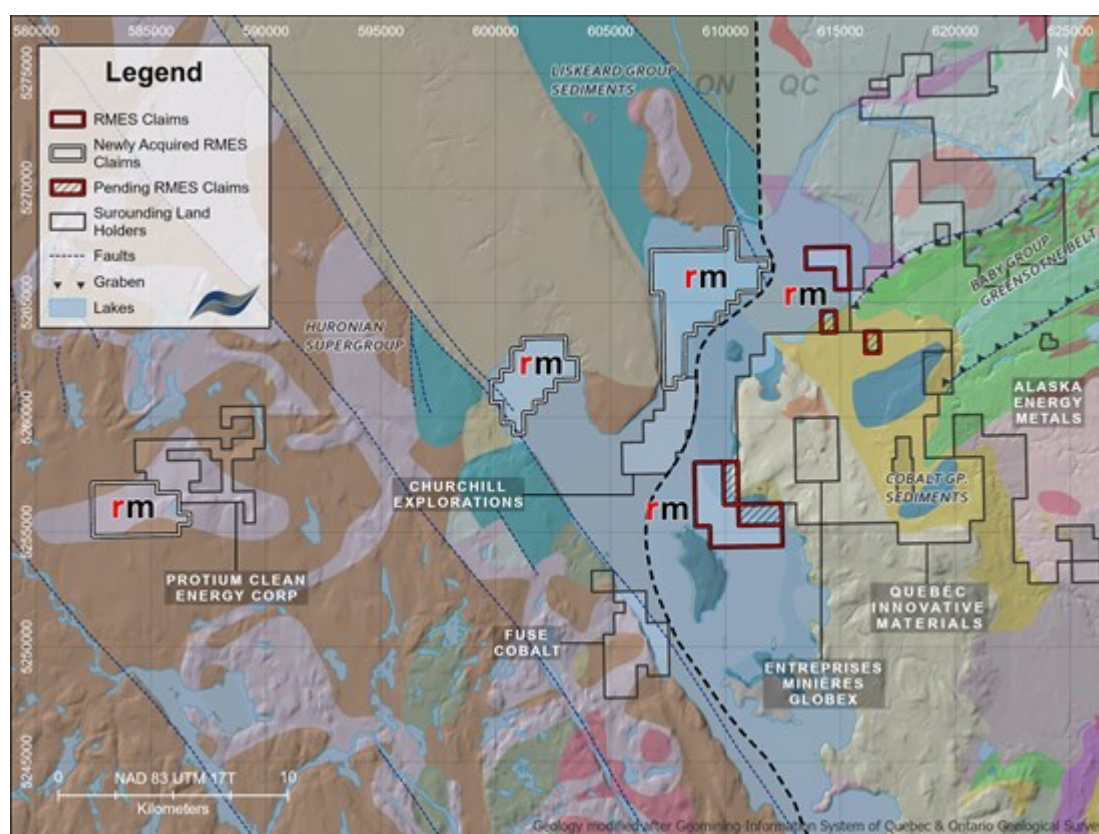 580000 585000 590000 595000 600000 605000 610000 615000 620000 625000
5275000
5270000
5265000
5260000
5255000
5250000
5245000
Legend
RMES Claims
Newly Acquired RMES
Claims
Pending RMES Claims
Surounding Land
Holders
Faults
Graben
Lakes
LISKEARD GROUP
SEDIMENTS
ON QC
N
HURONIAN
SUPERGROUP
rm
rm
rm
rm
rm
BABY GROUP
GREENSOTNE BELT
ALASKA
ENERGY
METALS
COBALT GP.
SEDIMENTS
CHURCHILL
EXPLORATIONS
PROTIUM CLEAN
ENERGY CORP
FUSE
COBALT
QUEBEC
INNOVATIVE
MATERIALS
ENTREPRISES
MINIÈRES
GLOBEX
0 NAD 83 UTM 17T 10
Kilometers
Geology modified after Geomining-Information System of Quebec & Ontario Geological Surve